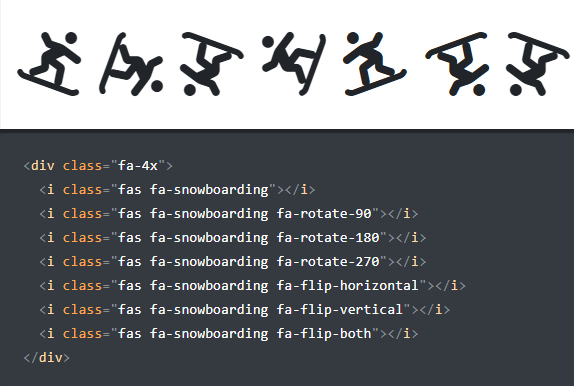 <div class="fa-4x">
  <i class="fas fa-snowboarding"></i>
  <i class="fas fa-snowboarding fa-rotate-90"></i>
  <i class="fas fa-snowboarding fa-rotate-180"></i>
  <i class="fas fa-snowboarding fa-rotate-270"></i>
  <i class="fas fa-snowboarding fa-flip-horizontal"></i>
  <i class="fas fa-snowboarding fa-flip-vertical"></i>
  <i class="fas fa-snowboarding fa-flip-both"></i>
</div>